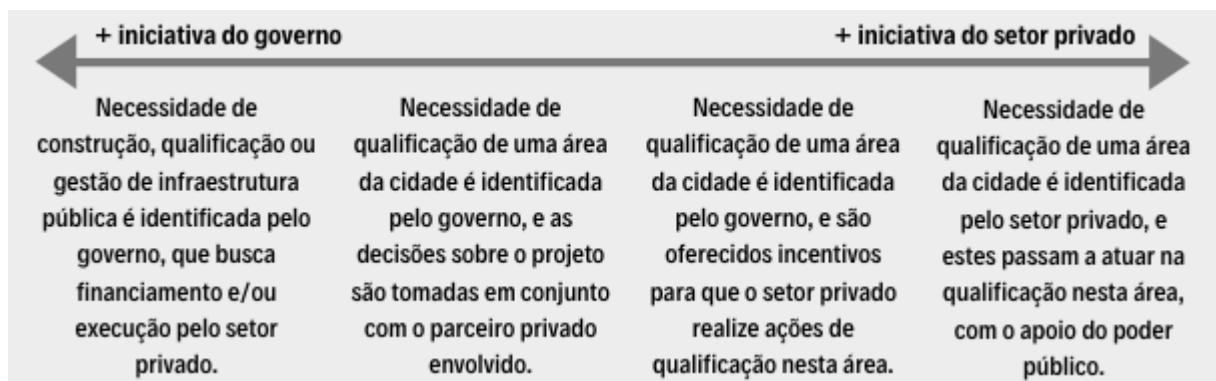 + iniciativa do governo
+ iniciativa do setor privado
Necessidade de
construção, qualificação ou
gestão de infraestrutura
pública é identificada pelo
governo, que busca
financiamento e/ou
execução pelo setor
privado.
Necessidade de
qualificação de uma área
da cidade é identificada
pelo governo, e as
decisões sobre o projeto
são tomadas em conjunto
com o parceiro privado
envolvido.
Necessidade de
qualificação de uma área
da cidade é identificada
pelo governo, e são
oferecidos incentivos
para que o setor privado
realize ações de
qualificação nesta área.
Necessidade de
qualificação de uma área
da cidade é identificada
pelo setor privado, e
estes passam a atuar na
qualificação nesta área,
com o apoio do poder
público.